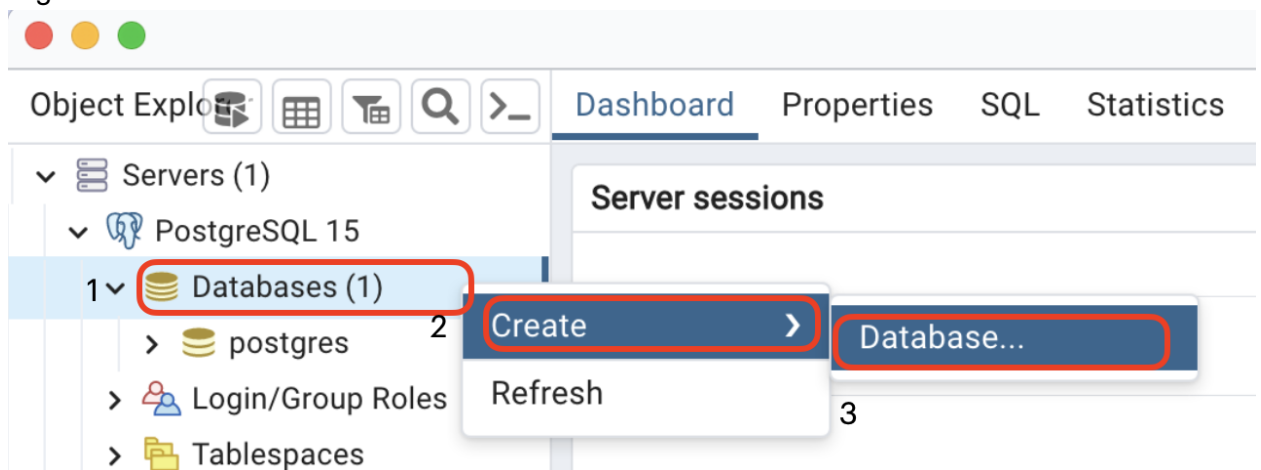 Object Explo
Dashboard Properties SQL Statistics
Servers (1)
Server sessions
PostgreSQL 15
1 Databases (1)
2 Create
Database...
postgres
Refresh
3
Login/Group Roles
Tablespaces